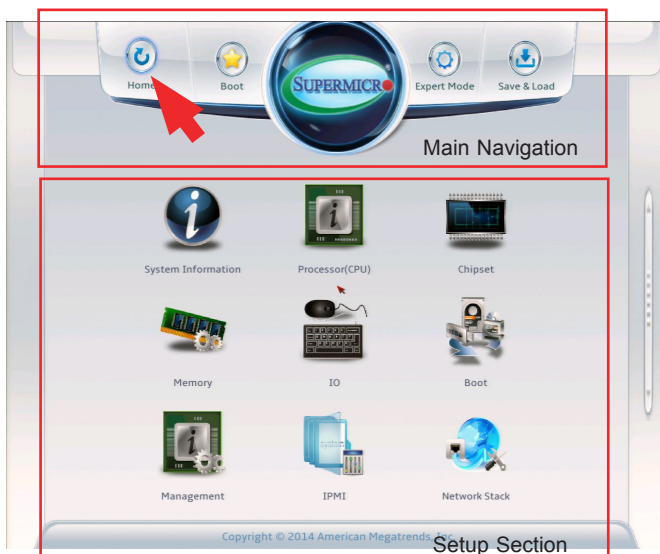 Home Boot SUPERMICR Expert Mode Save & Load
Main Navigation
System Information Processor(CPU) Chipset
Memory IO Boot
Management IPMI Network Stack
Copyright © 2014 American Megatrends, Inc.
Setup Section